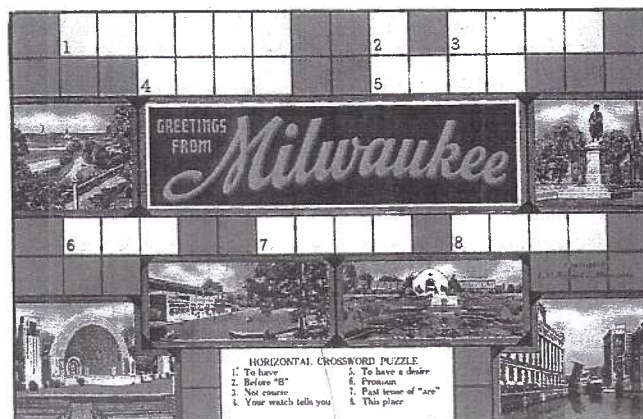 1 2 3
4 5
GREETINGS
FROM
Milwaukee
6 7 8
HORIZONTAL CROSSWORD PUZZLE
1. To have
2. Before "B"
3. Not coarse
4. Your watch tells you
5. To have a desire
6. Pronoun
7. Past tense of "are"
8. This place